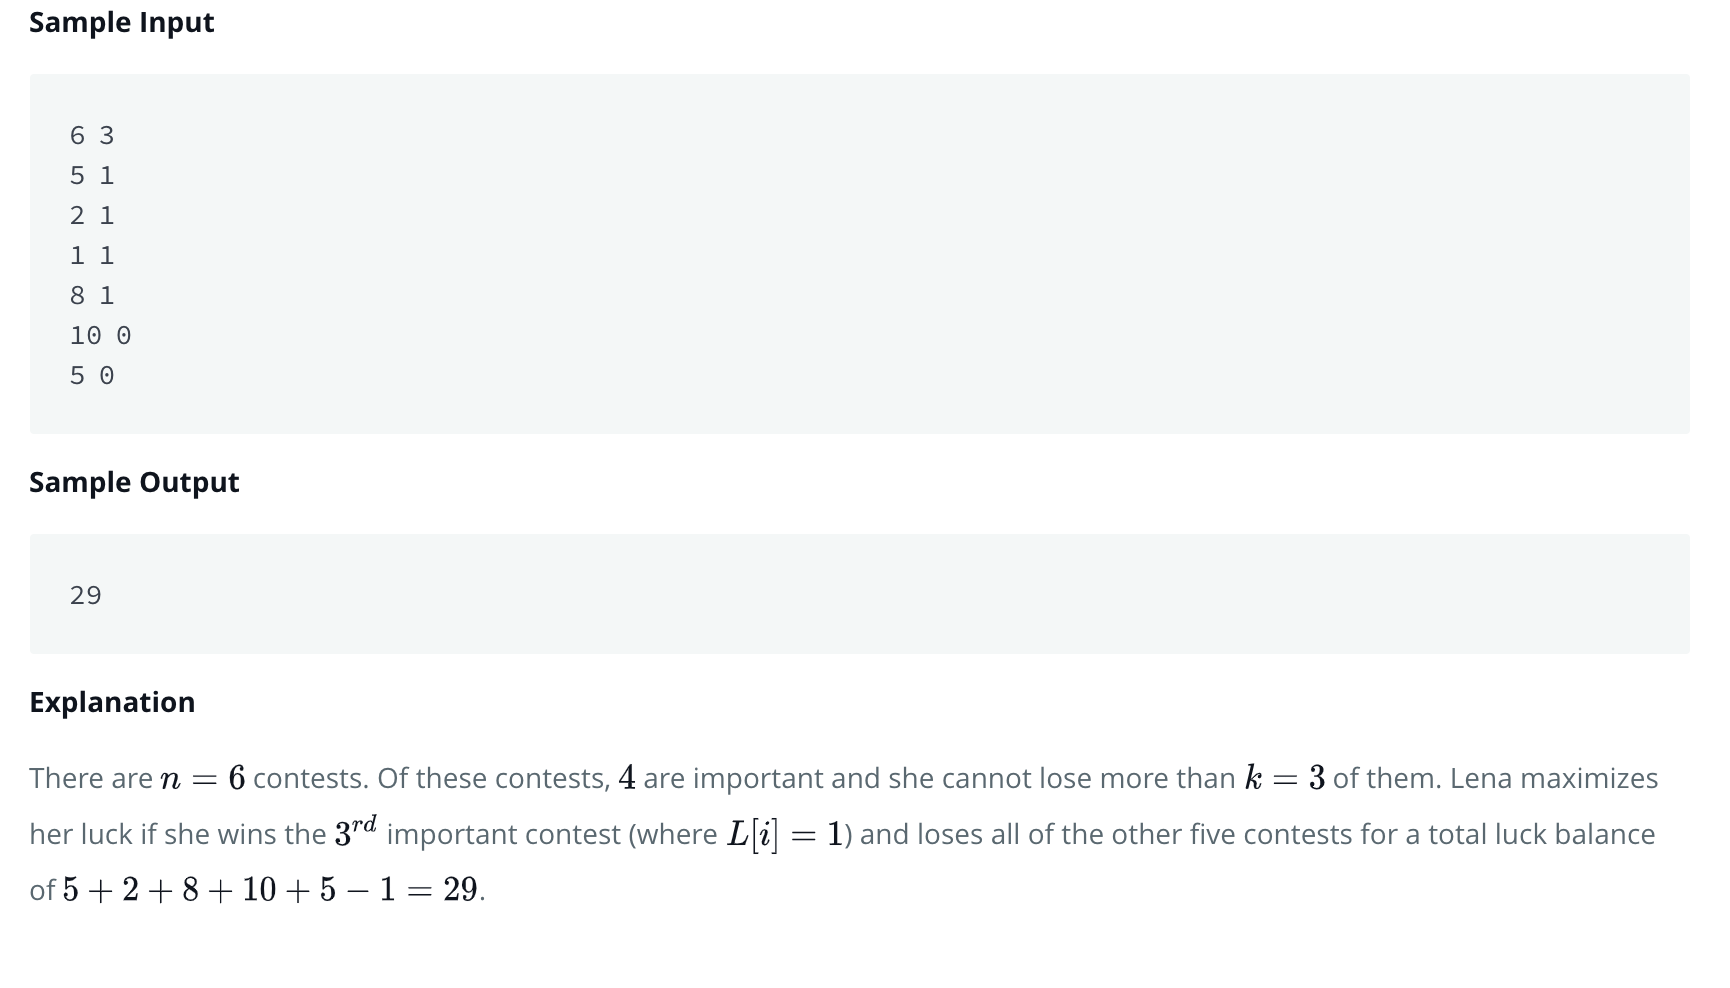 Sample Input
6 3
5 1
2 1
1 1
8 1
10 0
5 0
Sample Output
29
Explanation
There are n = 6 contests. Of these contests, 4 are important and she cannot lose more than k = 3 of them. Lena maximizes
her luck if she wins the 3rd important contest (where L[i] = 1) and loses all of the other five contests for a total luck balance
of 5 + 2 + 8 + 10 + 5 − 1 = 29.